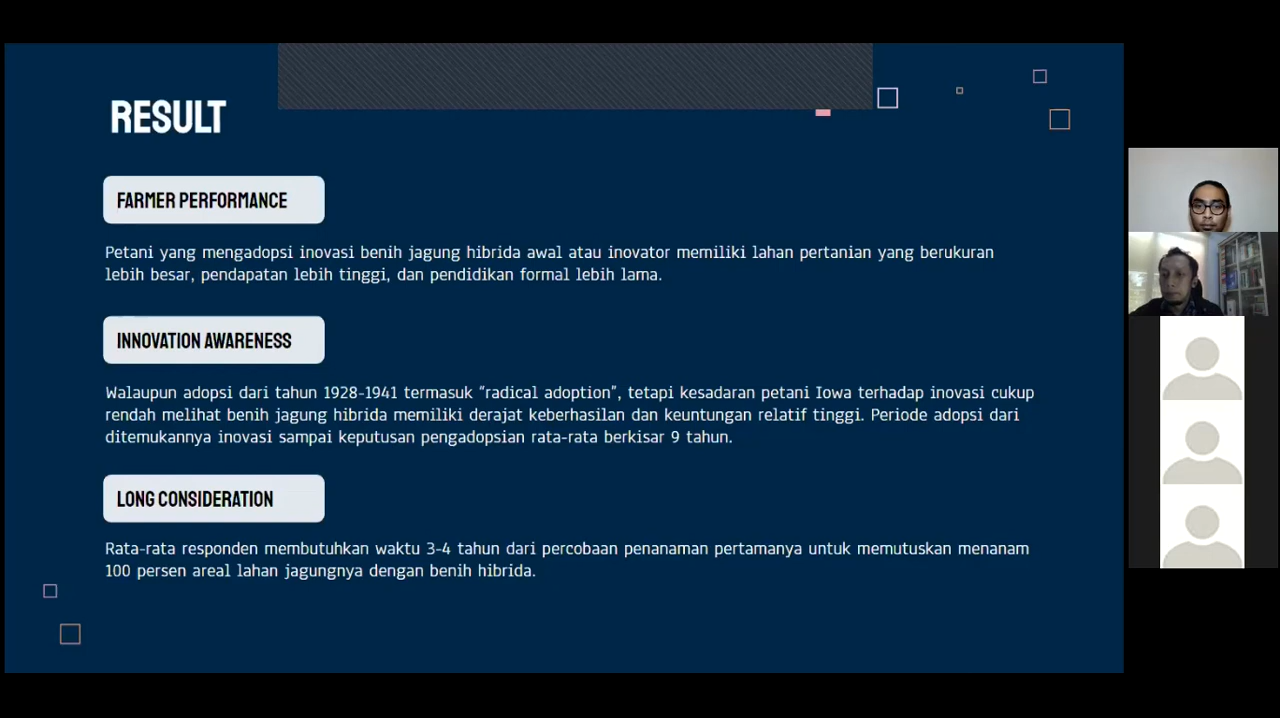 RESULT
FARMER PERFORMANCE
Petani yang mengadopsi inovasi benih jagung hibrida awal atau inovator memiliki lahan pertanian yang berukuran
lebih besar, pendapatan lebih tinggi, dan pendidikan formal lebih lama.
INNOVATION AWARENESS
Walaupun adopsi dari tahun 1928-1941 termasuk "radical adoption", tetapi kesadaran petani Iowa terhadap inovasi cukup
rendah melihat benih jagung hibrida memiliki derajat keberhasilan dan keuntungan relatif tinggi. Periode adopsi dari
ditemukannya inovasi sampai keputusan pengadopsian rata-rata berkisar 9 tahun.
LONG CONSIDERATION
Rata-rata responden membutuhkan waktu 3-4 tahun dari percobaan penanaman pertamanya untuk memutuskan menanam
100 persen areal lahan jagungnya dengan benih hibrida.